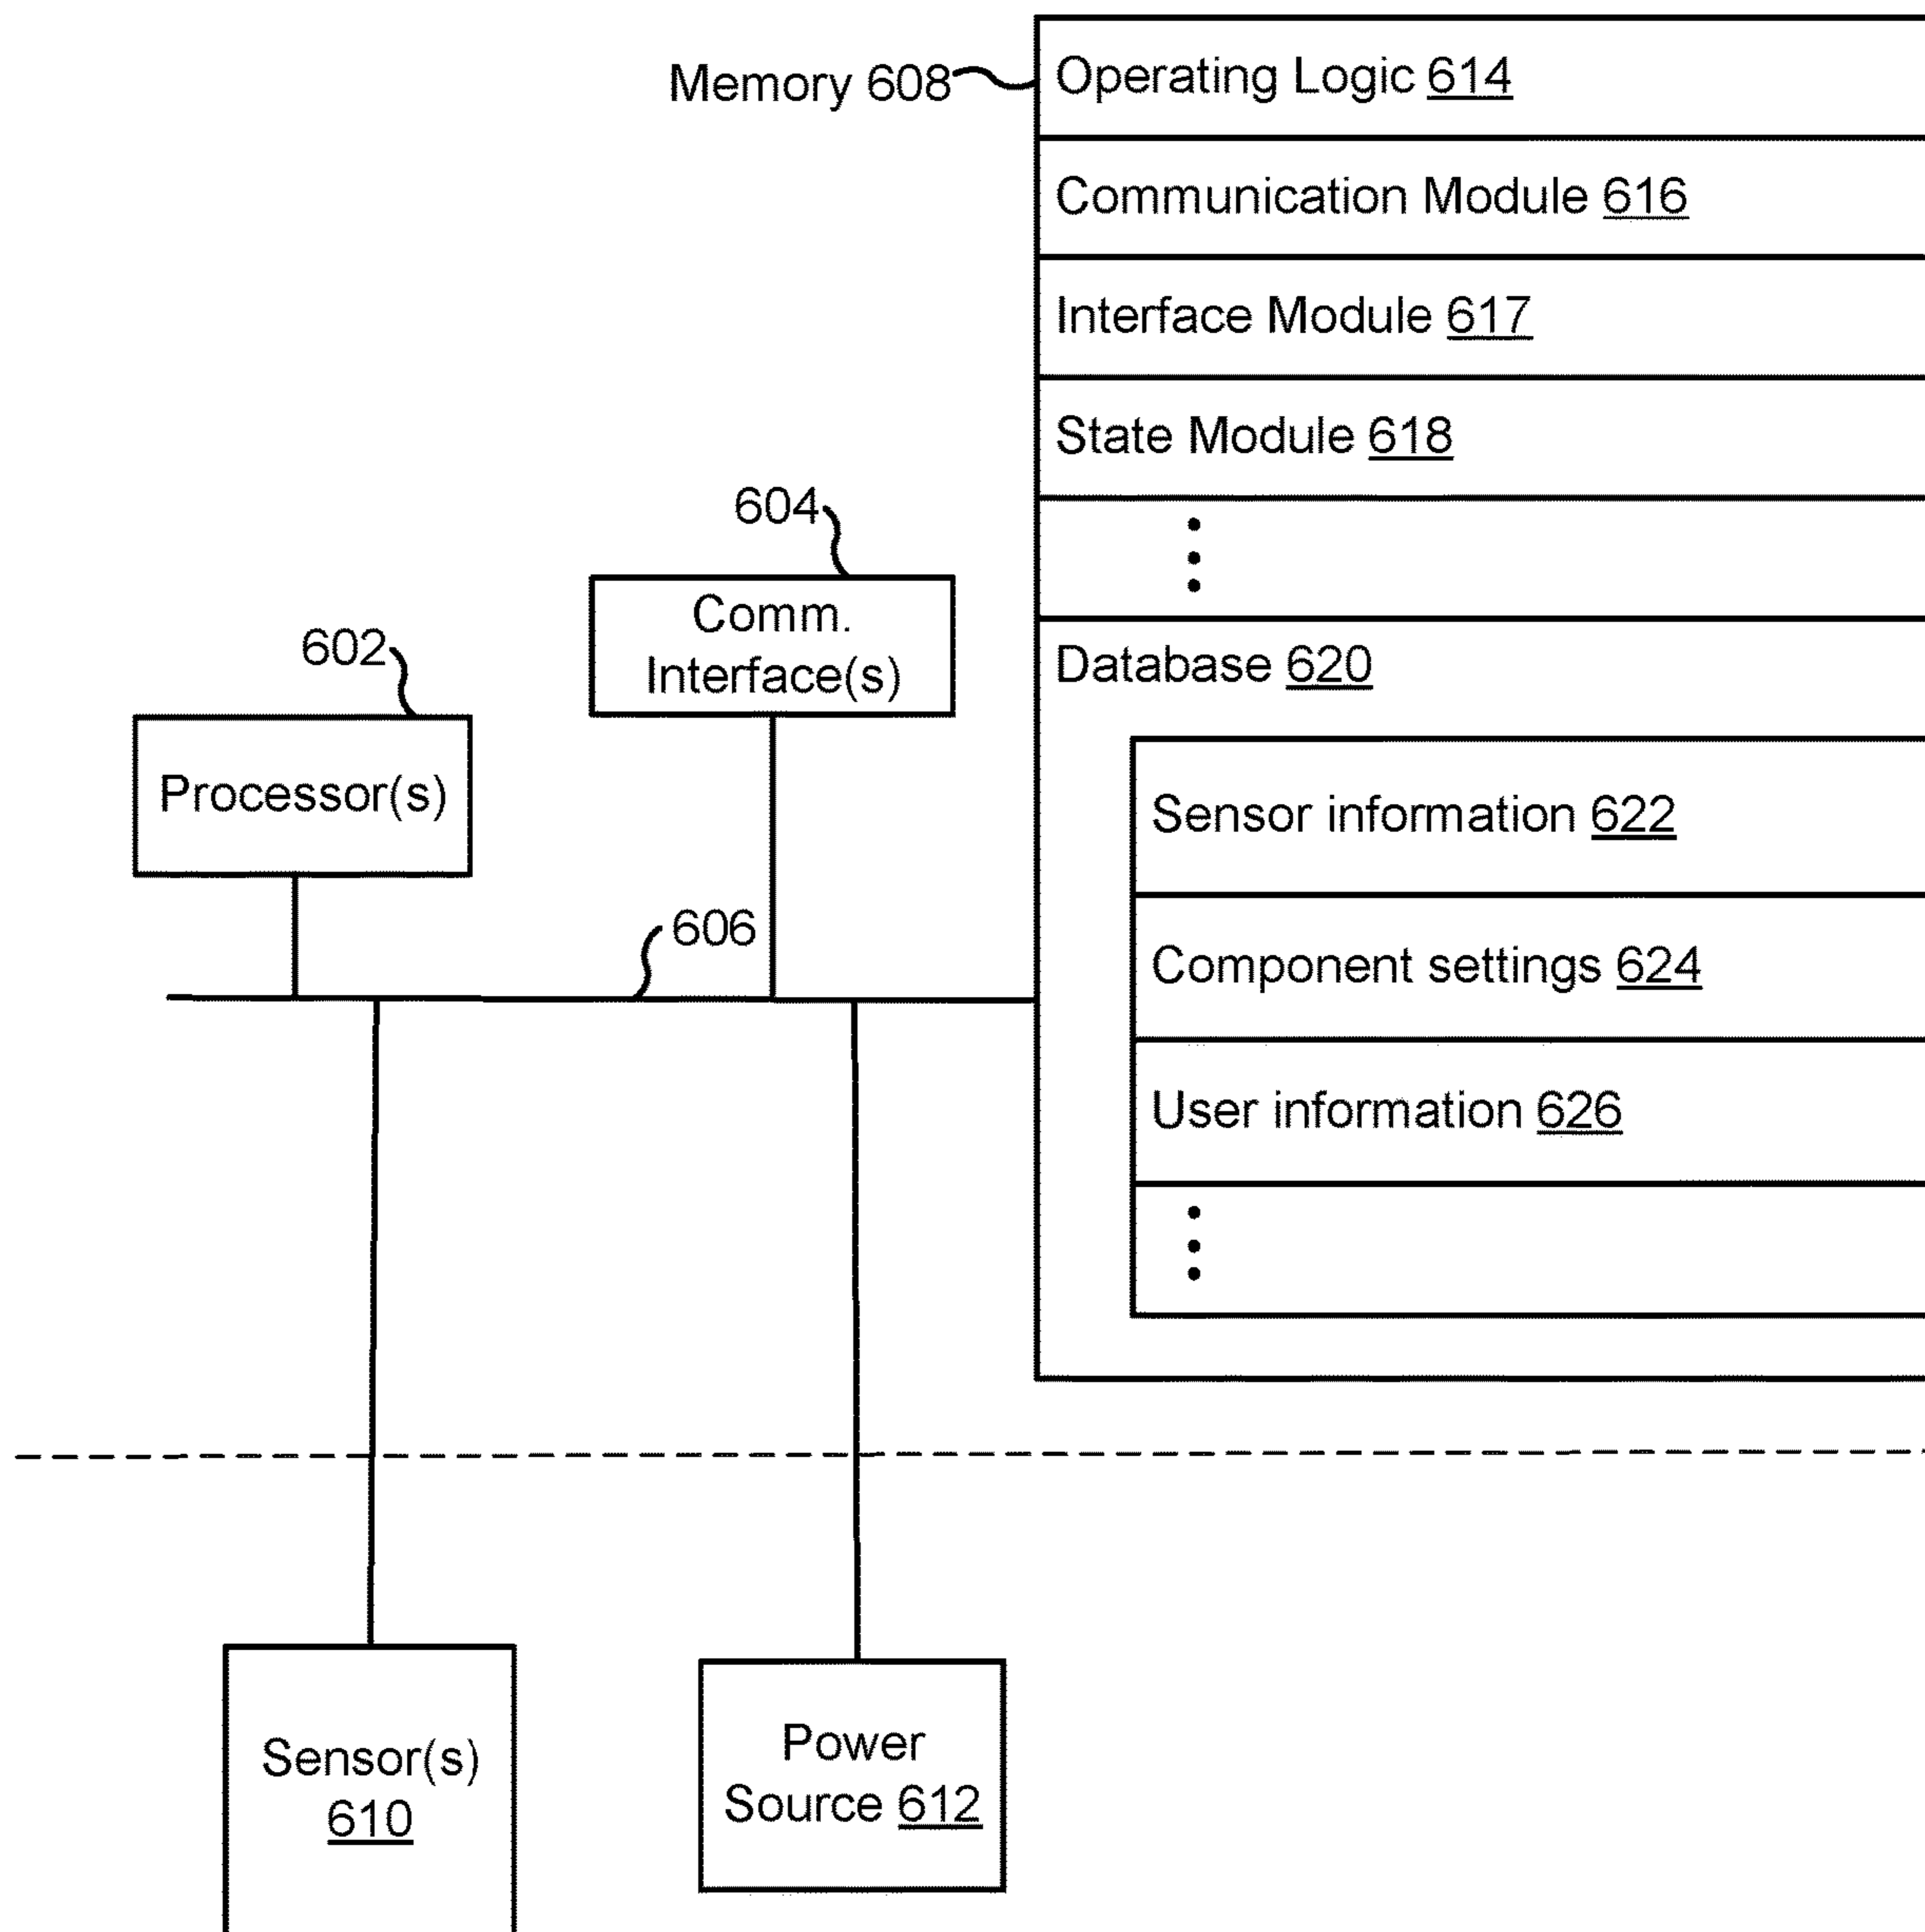 Memory 608
Operating Logic 614
Communication Module 616
Interface Module 617
State Module 618
604
Comm.
Interface(s)
602
Processor(s)
606
Database 620
Sensor information 622
Component settings 624
User information 626
Sensor(s)
610
Power
Source 612